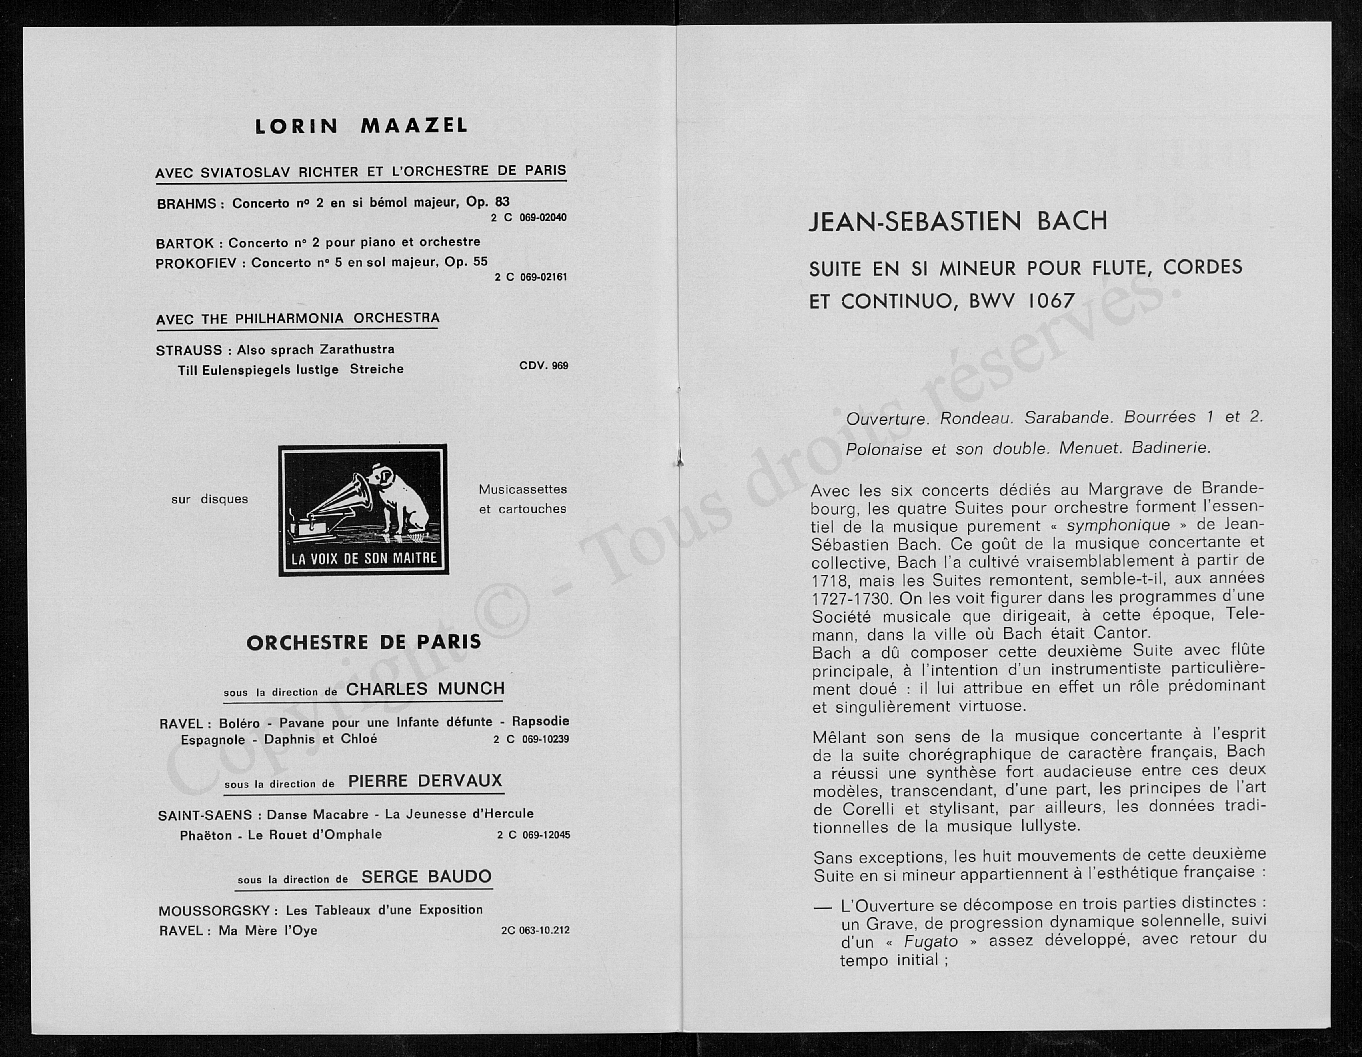 LORIN MAAZEL
AVEC SVIATOSLAV RICHTER ET L'ORCHESTRE DE PARIS
BRAHMS : Concerto nº 2 en si bémol majeur, Op. 83
2 C 069-02040
BARTOK : Concerto n° 2 pour piano et orchestre
PROKOFIEV : Concerto n° 5 en sol majeur, Op. 55
2 C 069-02161
AVEC THE PHILHARMONIA ORCHESTRA
STRAUSS : Also sprach Zarathustra
Till Eulenspiegels lustige Streiche CDV. 969
sur disques
LA VOIX DE SON MAITRE
Musicassettes
et cartouches
ORCHESTRE DE PARIS
sous la direction de CHARLES MUNCH
RAVEL : Boléro - Pavane pour une Infante défunte - Rapsodie
Espagnole - Daphnis et Chloé 2 C 069-10239
sous la direction de PIERRE DERVAUX
SAINT-SAENS : Danse Macabre - La Jeunesse d'Hercule
Phaëton - Le Rouet d'Omphale 2 C 069-12045
sous la direction de SERGE BAUDO
MOUSSORGSKY : Les Tableaux d'une Exposition
RAVEL : Ma Mère l'Oye 2C 063-10.212
JEAN-SEBASTIEN BACH
SUITE EN SI MINEUR POUR FLUTE, CORDES
ET CONTINUO, BWV 1067
Ouverture. Rondeau. Sarabande. Bourrées 1 et 2.
Polonaise et son double. Menuet. Badinerie.
Avec les six concerts dédiés au Margrave de Brande-
bourg, les quatre Suites pour orchestre forment l'essen-
tiel de la musique purement « symphonique » de Jean-
Sébastien Bach. Ce goût de la musique concertante et
collective, Bach l'a cultivé vraisemblablement à partir de
1718, mais les Suites remontent, semble-t-il, aux années
1727-1730. On les voit figurer dans les programmes d'une
Société musicale que dirigeait, à cette époque, Tele-
mann, dans la ville où Bach était Cantor.
Bach a dû composer cette deuxième Suite avec flûte
principale, à l'intention d'un instrumentiste particulière-
ment doué : il lui attribue en effet un rôle prédominant
et singulièrement virtuose.
Mêlant son sens de la musique concertante à l'esprit
de la suite chorégraphique de caractère français, Bach
a réussi une synthèse fort audacieuse entre ces deux
modèles, transcendant, d'une part, les principes de l'art
de Corelli et stylisant, par ailleurs, les données tradi-
tionnelles de la musique lullyste.
Sans exceptions, les huit mouvements de cette deuxième
Suite en si mineur appartiennent à l'esthétique française :
— L'Ouverture se décompose en trois parties distinctes :
un Grave, de progression dynamique solennelle, suivi
d'un « Fugato » assez développé, avec retour du
tempo initial ;
Copyright © - Tous droits réservés.